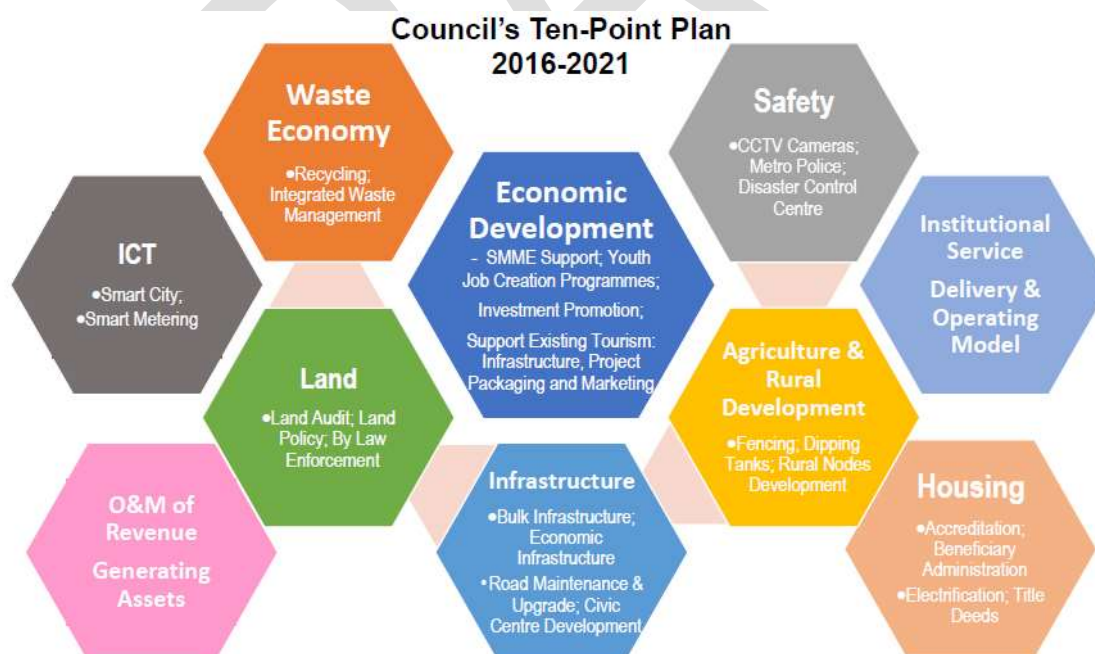 Council's Ten-Point Plan
2016-2021
Waste
Economy
•Recycling;
Integrated Waste
Management
Safety
•CCTV Cameras;
Metro Police;
Disaster Control
Centre
ICT
•Smart City;
•Smart Metering
Economic
Development
- SMME Support; Youth
Job Creation Programmes;
Investment Promotion;
Support Existing Tourism:
Infrastructure, Project
Packaging and Marketing
Institutional
Service
Delivery &
Operating
Model
Land
•Land Audit; Land
Policy; By Law
Enforcement
Agriculture &
Rural
Development
•Fencing; Dipping
Tanks; Rural Nodes
Development
O&M of
Revenue
Generating
Assets
Infrastructure
•Bulk Infrastructure;
Economic
Infrastructure
•Road Maintenance &
Upgrade; Civic
Centre Development
Housing
•Accreditation;
Beneficiary
Administration
•Electrification; Title
Deeds